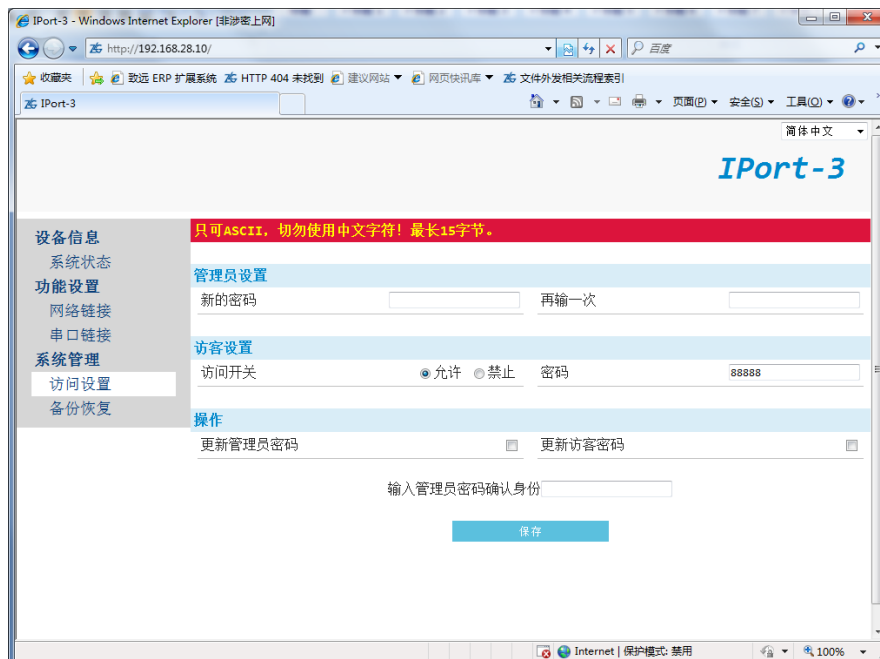 IPort-3 - Windows Internet Explorer [非涉密上网]
http://192.168.28.10/
百度
收藏夹 致远 ERP 扩展系统 HTTP 404 未找到 建议网站 网页快讯库 文件外发相关流程索引
IPort-3
页面(P) 安全(S) 工具(O)
简体中文
IPort-3
设备信息
系统状态
功能设置
网络链接
串口链接
系统管理
访问设置
备份恢复
只可ASCII, 切勿使用中文字符! 最长15字节。
管理员设置
新的密码 再输一次
访客设置
访问开关 允许 禁止 密码 88888
操作
更新管理员密码 更新访客密码
输入管理员密码确认身份
保存
Internet | 保护模式: 禁用 100%